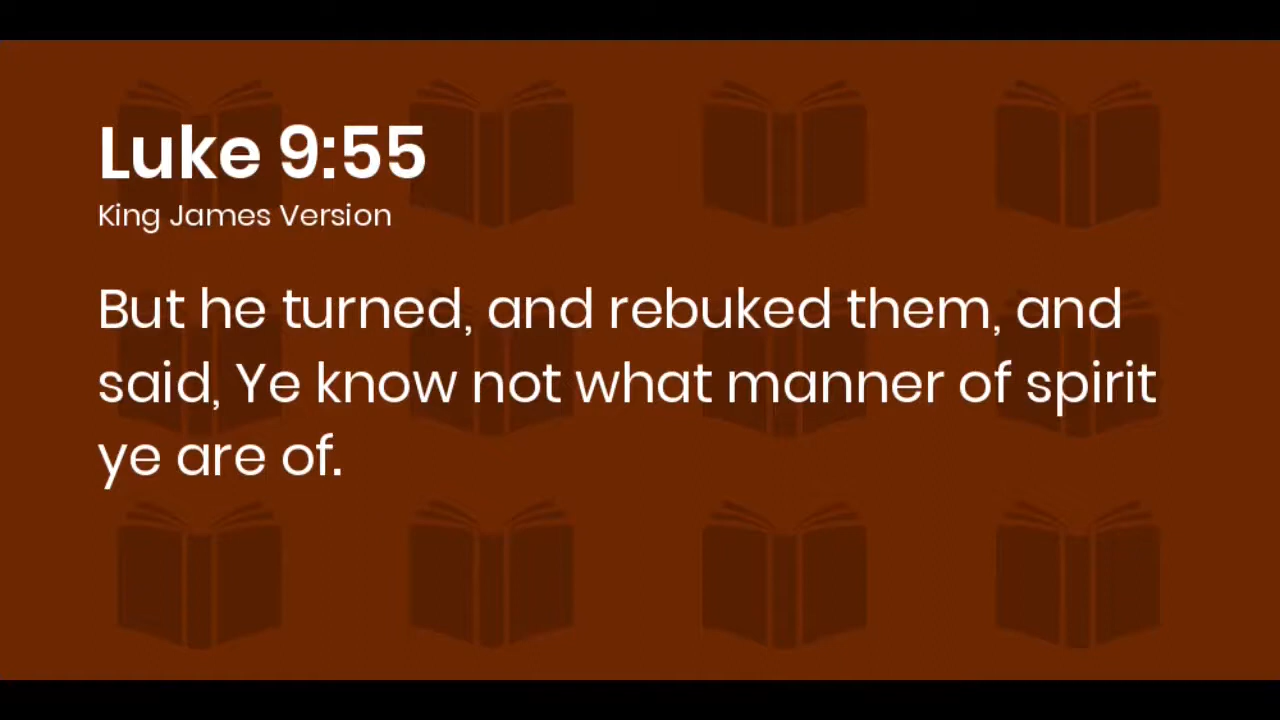 Luke 9:55
King James Version
But he turned, and rebuked them, and
said, Ye know not what manner of spirit
ye are of.